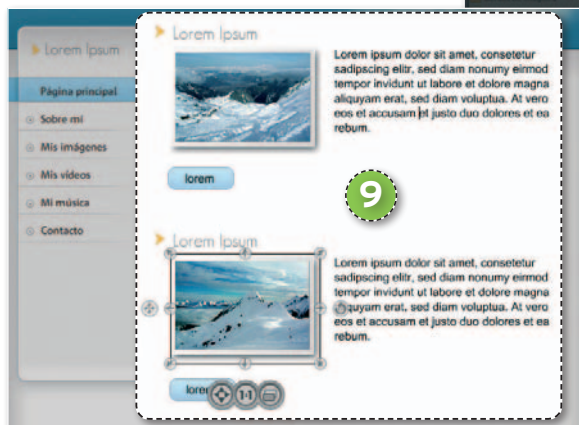 Lorem Ipsum
Página principal
Sobre mí
Mis imágenes
Mis vídeos
Mi música
Contacto
Lorem Ipsum
Lorem ipsum dolor sit amet, consetetur
sadipscing elitr, sed diam nonumy eirmod
tempor invidunt ut labore et dolore magna
aliquyam erat, sed diam voluptua. At vero
eos et accusam et justo duo dolores et ea
rebum.
lorem
9
Lorem Ipsum
Lorem ipsum dolor sit amet, consetetur
sadipscing elitr, sed diam nonumy eirmod
tempor invidunt ut labore et dolore magna
aliquyam erat, sed diam voluptua. At vero
eos et accusam et justo duo dolores et ea
rebum.
1:1